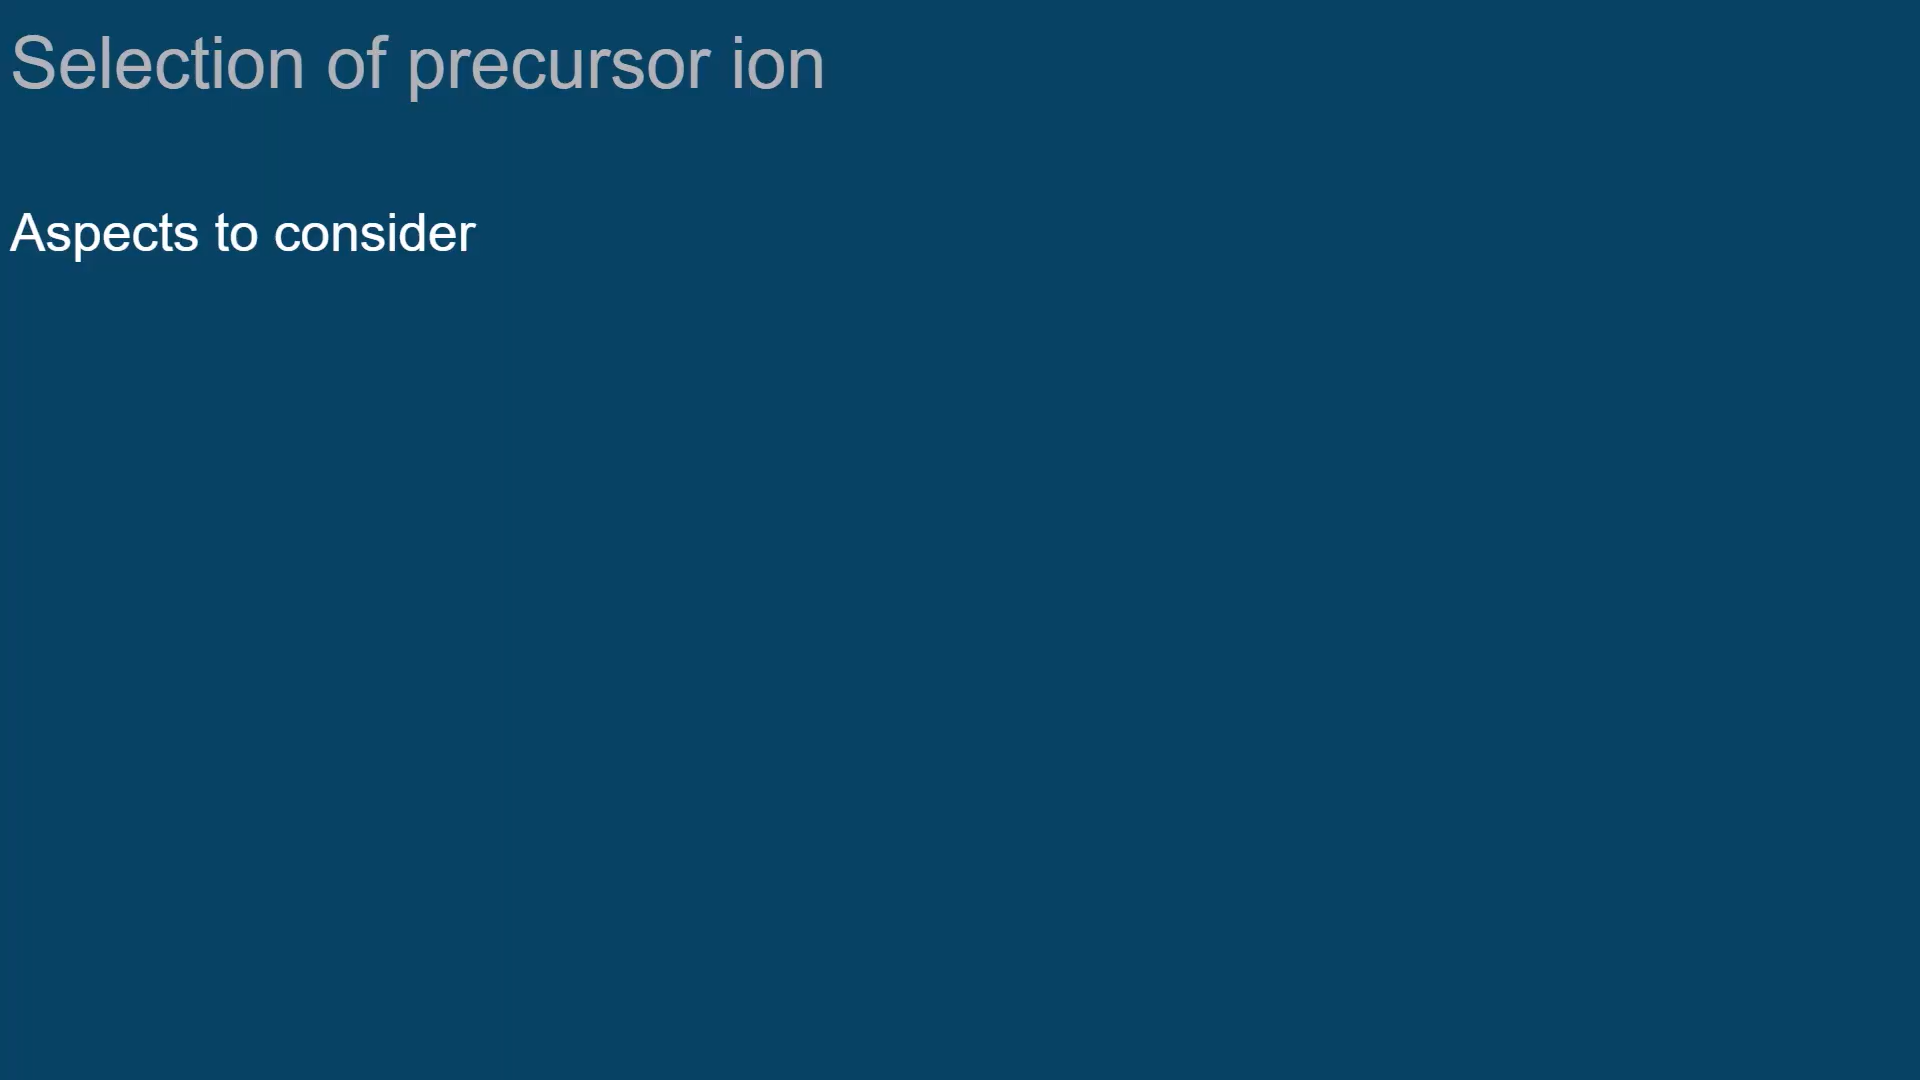 Selection of precursor ion
Aspects to consider